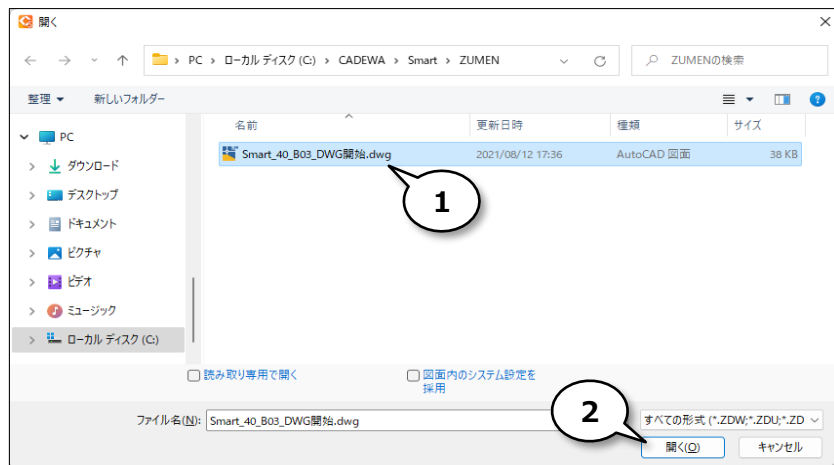 開く
PC › ローカル ディスク (C:) › CADEWA › Smart › ZUMEN
ZUMENの検索
整理 新しいフォルダー
名前 更新日時 種類 サイズ
PC
Smart_40_B03_DWG開始.dwg 2021/08/12 17:36 AutoCAD 図面 38 KB
ダウンロード
デスクトップ
1
ドキュメント
ピクチャ
ビデオ
ミュージック
ローカル ディスク (C:)
読み取り専用で開く
図面内のシステム設定を
採用
ファイル名(N): Smart_40_B03_DWG開始.dwg
2
すべての形式 (*.ZDW;*.ZDU;*.ZD
開く(O) キャンセル